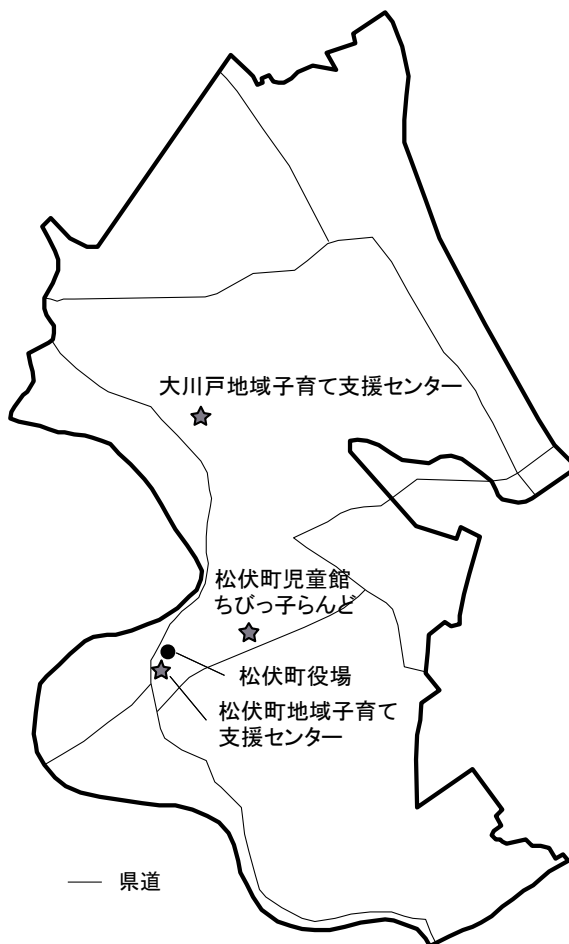 大川戸地域子育て支援センター
松伏町児童館
ちびっ子らんど
松伏町役場
松伏町地域子育て
支援センター
県道